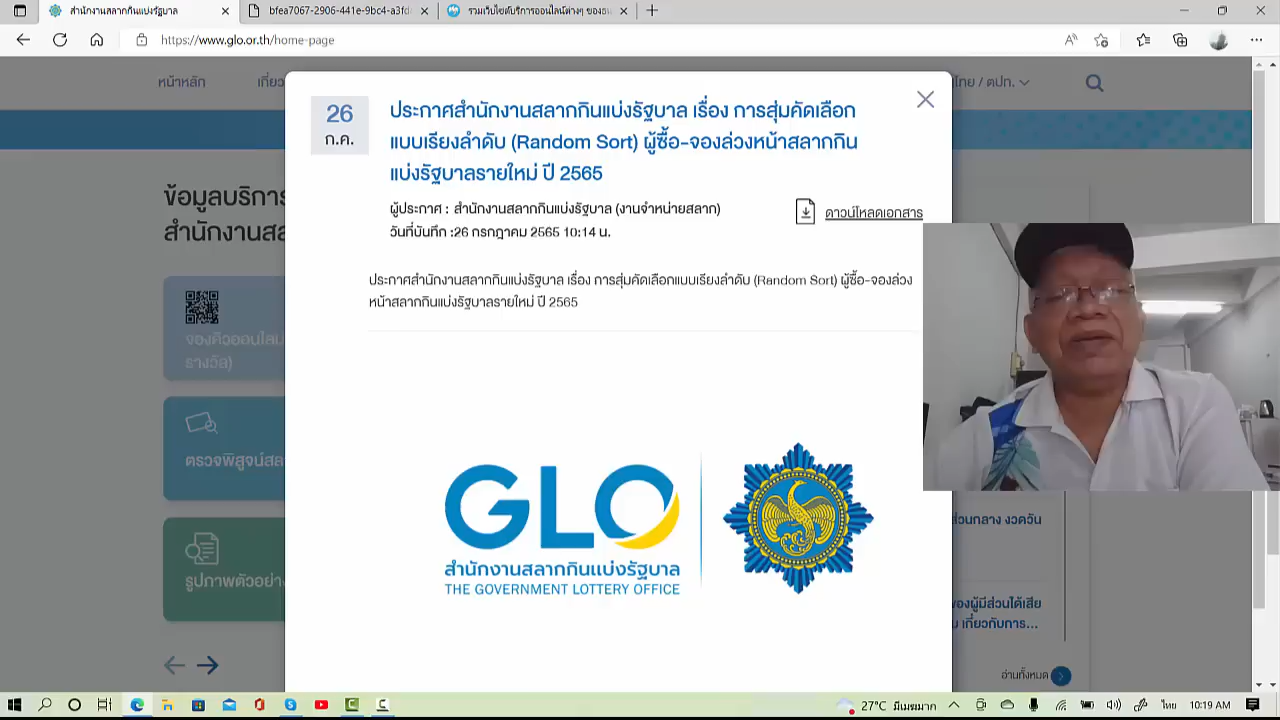 สำนักงานสลากกินแบ่งรัฐบาล
bfea7067-2906-441e-9bc4-a3fd
รวมเว็บไซต์บริการออนไลน์ต่างๆ ของธน
https://www.glo.or.th/home-page
หน้าหลัก
เกี่ยว
ไทย / ตปท.
26
ก.ค.
ประกาศสำนักงานสลากกินแบ่งรัฐบาล เรื่อง การสุ่มคัดเลือก
แบบเรียงลำดับ (Random Sort) ผู้ซื้อ-จองล่วงหน้าสลากกิน
แบ่งรัฐบาลรายใหม่ ปี 2565
ผู้ประกาศ : สำนักงานสลากกินแบ่งรัฐบาล (งานจำหน่ายสลาก)
วันที่บันทึก :26 กรกฎาคม 2565 10:14 น.
ดาวน์โหลดเอกสาร
ประกาศสำนักงานสลากกินแบ่งรัฐบาล เรื่อง การสุ่มคัดเลือกแบบเรียงลำดับ (Random Sort) ผู้ซื้อ-จองล่วง
หน้าสลากกินแบ่งรัฐบาลรายใหม่ ปี 2565
ข้อมูลบริการ
สำนักงานสล
จองคิวออนไลน
รางวัล)
ตรวจพิสูจน์สล
รูปภาพตัวอย่าง
GLO
สำนักงานสลากกินแบ่งรัฐบาล
THE GOVERNMENT LOTTERY OFFICE
ส่วนกลาง งวดวัน
ของผู้มีส่วนได้เสีย
เกี่ยวกับการ...
อ่านทั้งหมด
27°C มีเมฆมาก
ไทย
10:19 AM